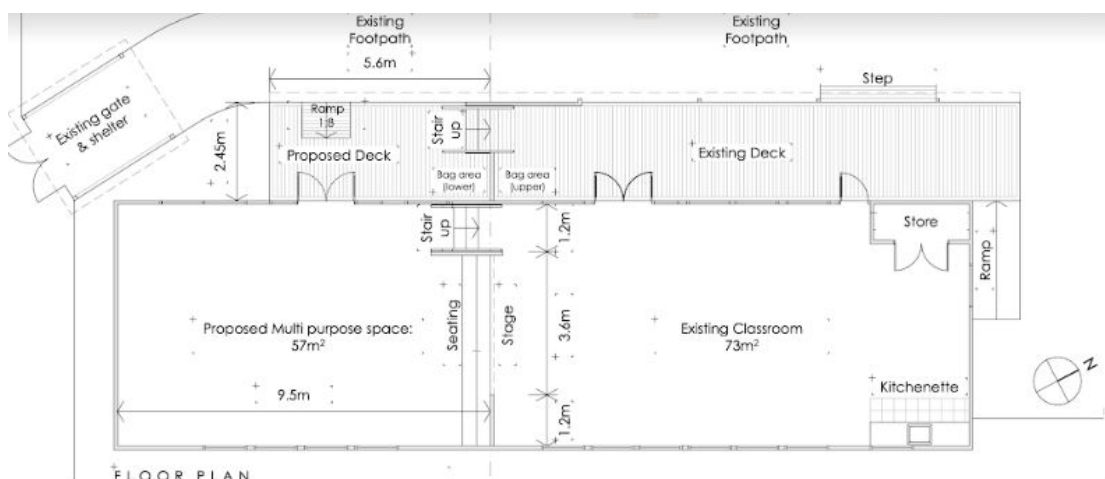 Existing
Footpath
Existing
Footpath
5.6m
Step
Existing gate
& shelter
Ramp
1:8
Stair
up
2.45m
Proposed Deck
Existing Deck
Bag area
(lower)
Bag area
(upper)
Stair
up
1.2m
Store
Ramp
Proposed Multi purpose space:
57m²
Seating
Stage
3.6m
Existing Classroom
73m²
N
Kitchenette
9.5m
1.2m
FLOOR PLAN